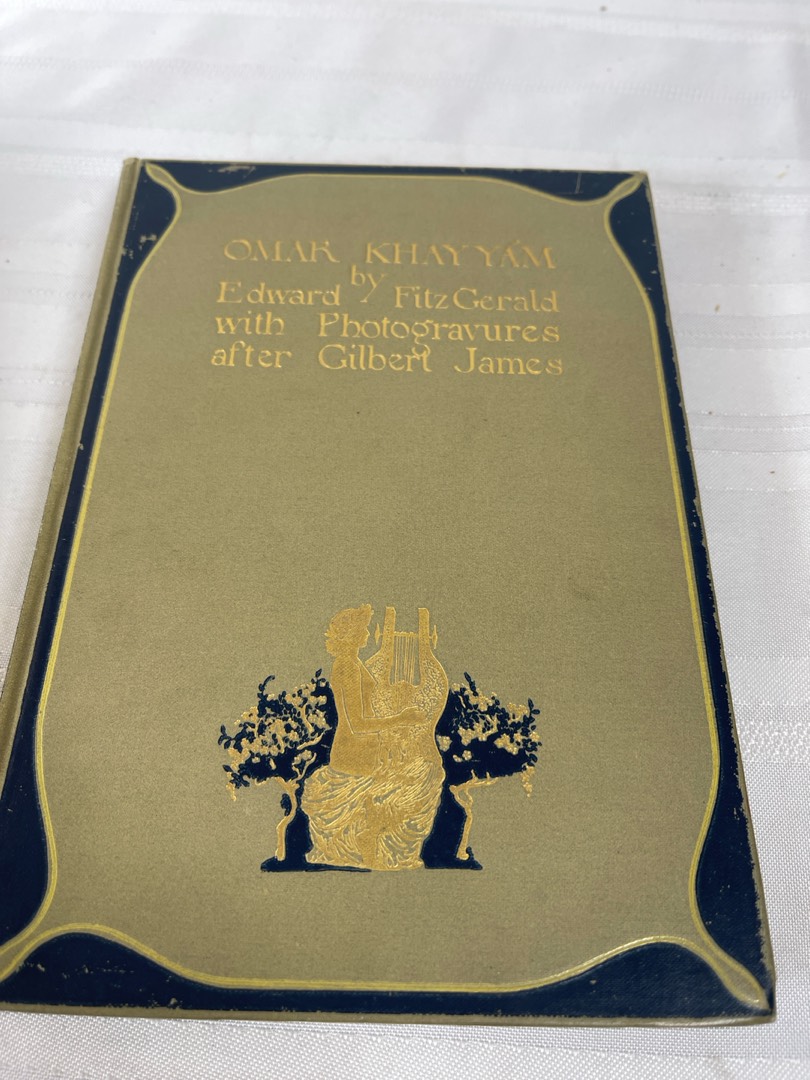 OMAR KHAYYÁM
by
Edward FitzGerald
with Photogravures
after Gilbert James